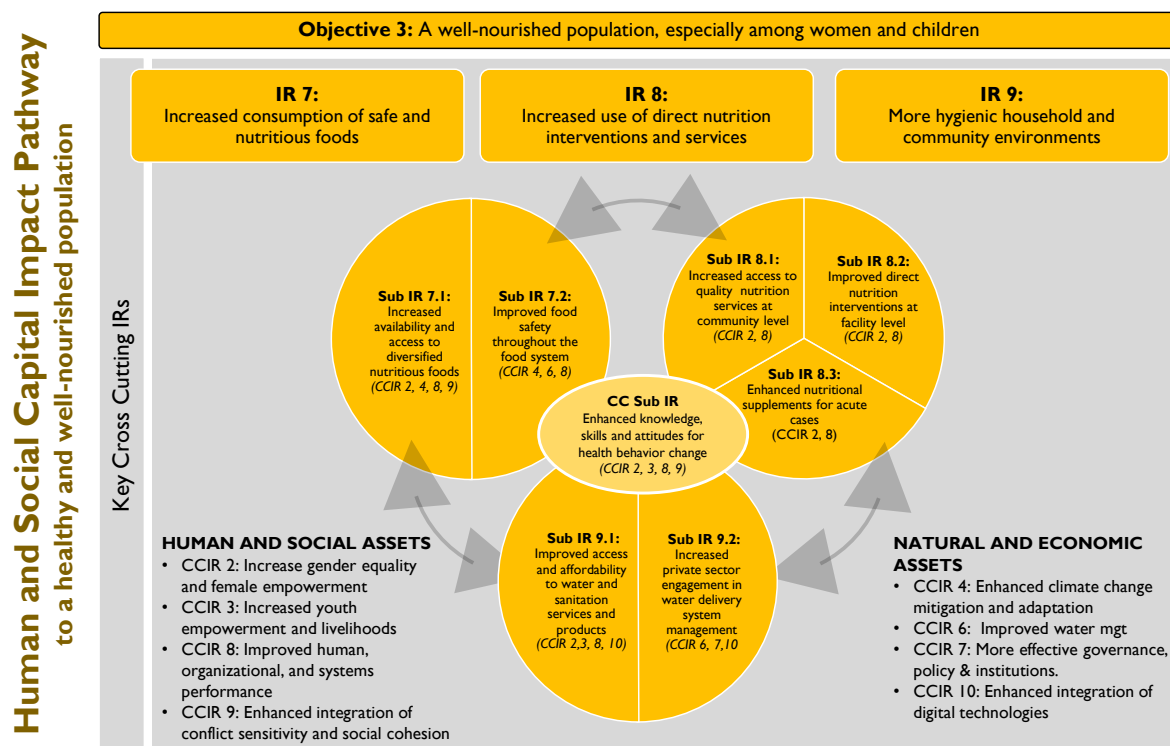 Human and Social Capital Impact Pathway
to a healthy and well-nourished population
Objective 3: A well-nourished population, especially among women and children
Key Cross Cutting IRs
IR 7:
Increased consumption of safe and
nutritious foods
IR 8:
Increased use of direct nutrition
interventions and services
IR 9:
More hygienic household and
community environments
Sub IR 7.1:
Increased
availability and
access to
diversified
nutritious foods
(CCIR 2, 4, 8, 9)
Sub IR 7.2:
Improved food
safety
throughout the
food system
(CCIR 4, 6, 8)
Sub IR 8.1:
Increased access to
quality nutrition
services at
community level
(CCIR 2, 8)
Sub IR 8.2:
Improved direct
nutrition
interventions at
facility level
(CCIR 2, 8)
Sub IR 8.3:
Enhanced nutritional
supplements for acute
cases
(CCIR 2, 8)
CC Sub IR
Enhanced knowledge,
skills and attitudes for
health behavior change
(CCIR 2, 3, 8, 9)
Sub IR 9.1:
Improved access
and affordability
to water and
sanitation
services and
products
(CCIR 2,3, 8, 10)
Sub IR 9.2:
Increased
private sector
engagement in
water delivery
system
management
(CCIR 6, 7,10
HUMAN AND SOCIAL ASSETS
• CCIR 2: Increase gender equality
and female empowerment
• CCIR 3: Increased youth
empowerment and livelihoods
• CCIR 8: Improved human,
organizational, and systems
performance
• CCIR 9: Enhanced integration of
conflict sensitivity and social cohesion
NATURAL AND ECONOMIC
ASSETS
• CCIR 4: Enhanced climate change
mitigation and adaptation
• CCIR 6: Improved water mgt
• CCIR 7: More effective governance,
policy & institutions.
• CCIR 10: Enhanced integration of
digital technologies